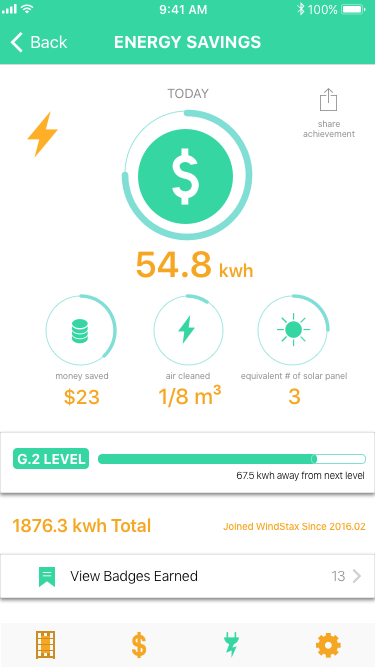 9:41 AM
100%
Back
ENERGY SAVINGS
TODAY
share
achievement
$
54.8 kwh
money saved
$23
air cleaned
1/8 m³
equivalent # of solar panel
3
G.2 LEVEL
67.5 kwh away from next level
1876.3 kwh Total
Joined WindStax Since 2016.02
View Badges Earned
13
$